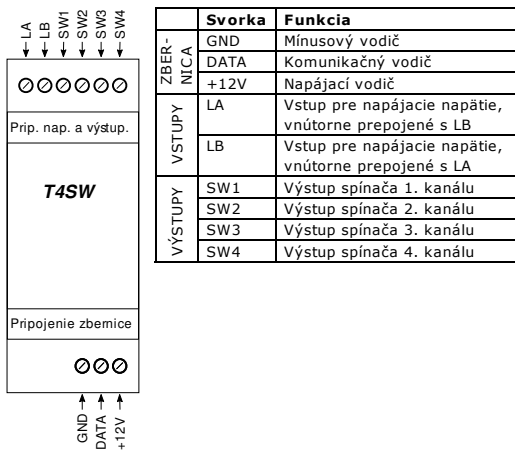 LA
LB
SW1
SW2
SW3
SW4
Prip. nap. a výstup.
T4SW
Pripojenie zbernice
GND
DATA
+12V
Svorka Funkcia
ZBER-
NICA
GND Mínusový vodič
DATA Komunikačný vodič
+12V Napájací vodič
VSTUPY
LA Vstup pre napájacie napätie,
vnútorne prepojené s LB
LB Vstup pre napájacie napätie,
vnútorne prepojené s LA
VÝSTUPY
SW1 Výstup spínača 1. kanálu
SW2 Výstup spínača 2. kanálu
SW3 Výstup spínača 3. kanálu
SW4 Výstup spínača 4. kanálu